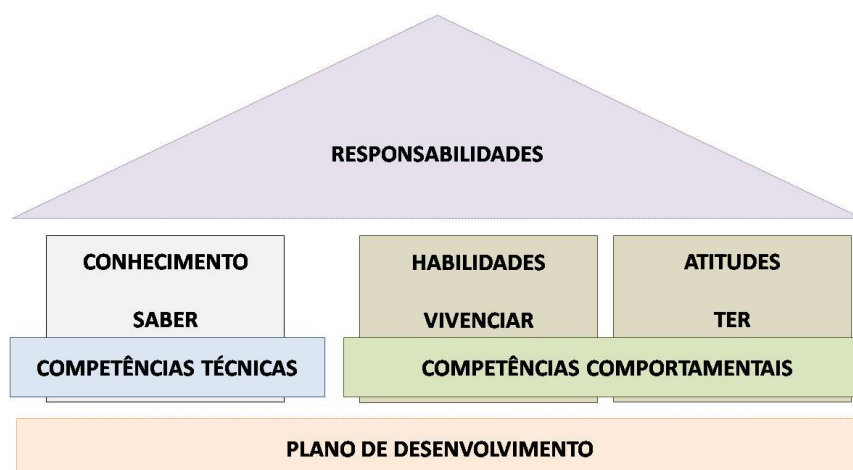 RESPONSABILIDADES
CONHECIMENTO
SABER
HABILIDADES
VIVENCIAR
ATITUDES
TER
COMPETÊNCIAS TÉCNICAS
COMPETÊNCIAS COMPORTAMENTAIS
PLANO DE DESENVOLVIMENTO